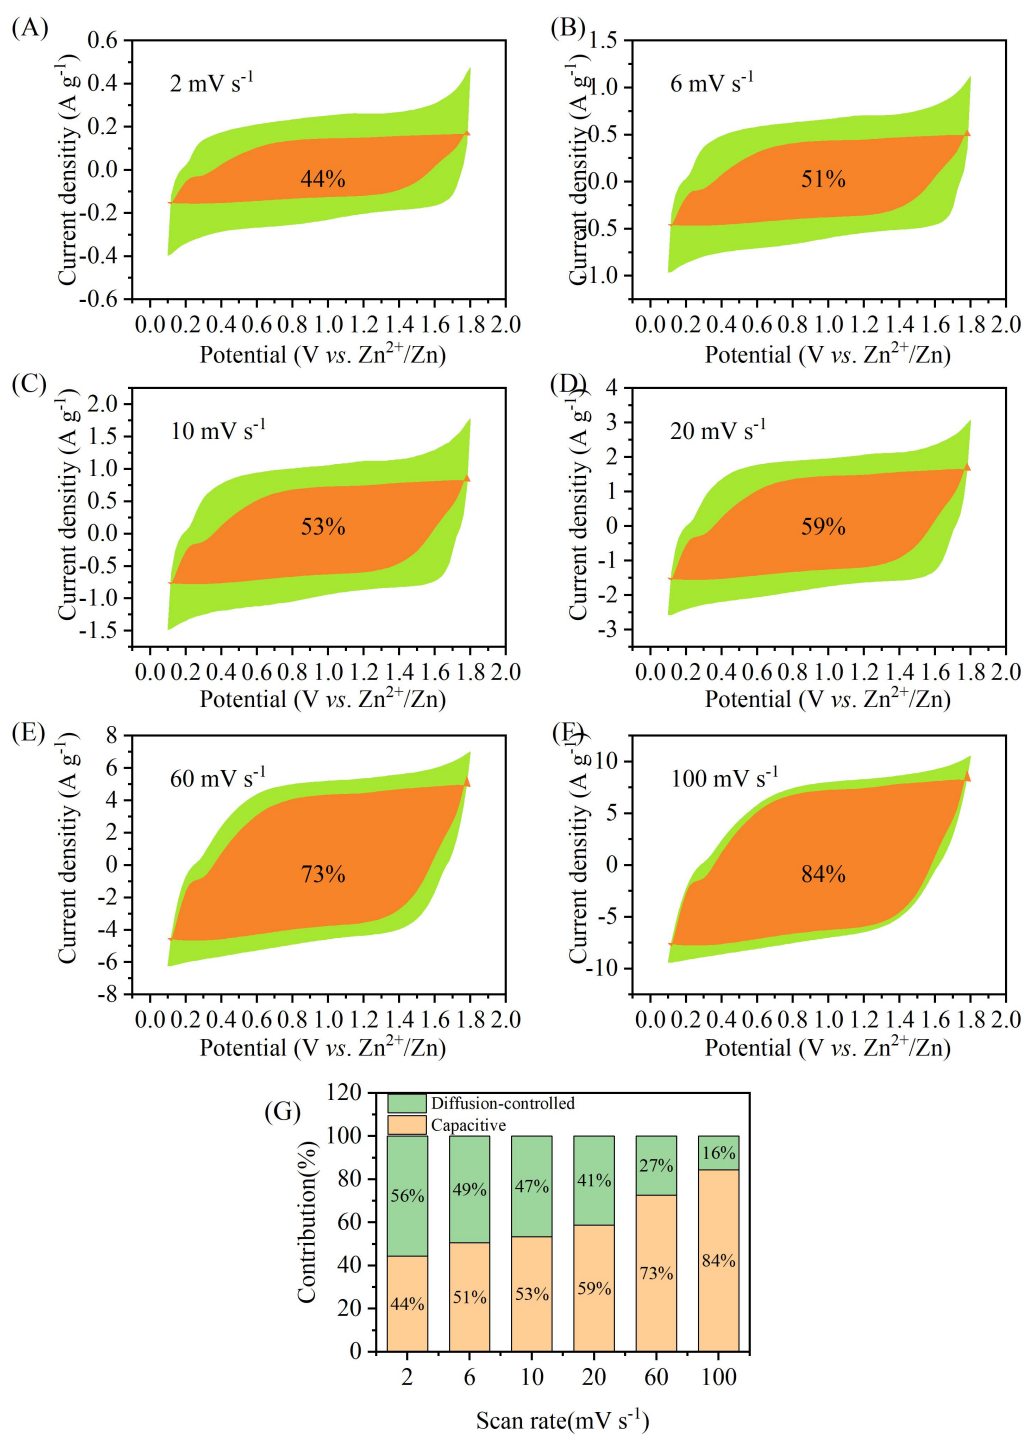 (A)
0.6
0.4
0.2
0.0
-0.2
-0.4
-0.6
Current densitiy (A g⁻¹)
2 mV s⁻¹
44%
0.0 0.2 0.4 0.6 0.8 1.0 1.2 1.4 1.6 1.8 2.0
Potential (V vs. Zn²⁺/Zn)
(B)
1.5
1.0
0.5
0.0
-0.5
-1.0
Current densitiy (A g⁻¹)
6 mV s⁻¹
51%
0.0 0.2 0.4 0.6 0.8 1.0 1.2 1.4 1.6 1.8 2.0
Potential (V vs. Zn²⁺/Zn)
(C)
2.0
1.5
1.0
0.5
0.0
-0.5
-1.0
-1.5
Current densitiy (A g⁻¹)
10 mV s⁻¹
53%
0.0 0.2 0.4 0.6 0.8 1.0 1.2 1.4 1.6 1.8 2.0
Potential (V vs. Zn²⁺/Zn)
(D)
4
3
2
1
0
-1
-2
-3
Current densitiy (A g⁻¹)
20 mV s⁻¹
59%
0.0 0.2 0.4 0.6 0.8 1.0 1.2 1.4 1.6 1.8 2.0
Potential (V vs. Zn²⁺/Zn)
(E)
8
6
4
2
0
-2
-4
-6
-8
Current densitiy (A g⁻¹)
60 mV s⁻¹
73%
0.0 0.2 0.4 0.6 0.8 1.0 1.2 1.4 1.6 1.8 2.0
Potential (V vs. Zn²⁺/Zn)
(F)
10
5
0
-5
-10
Current densitiy (A g⁻¹)
100 mV s⁻¹
84%
0.0 0.2 0.4 0.6 0.8 1.0 1.2 1.4 1.6 1.8 2.0
Potential (V vs. Zn²⁺/Zn)
(G)
120
100
80
60
40
20
0
Contribution(%)
Diffusion-controlled
Capacitive
56% 49% 47% 41% 27% 16%
44% 51% 53% 59% 73% 84%
2 6 10 20 60 100
Scan rate(mV s⁻¹)